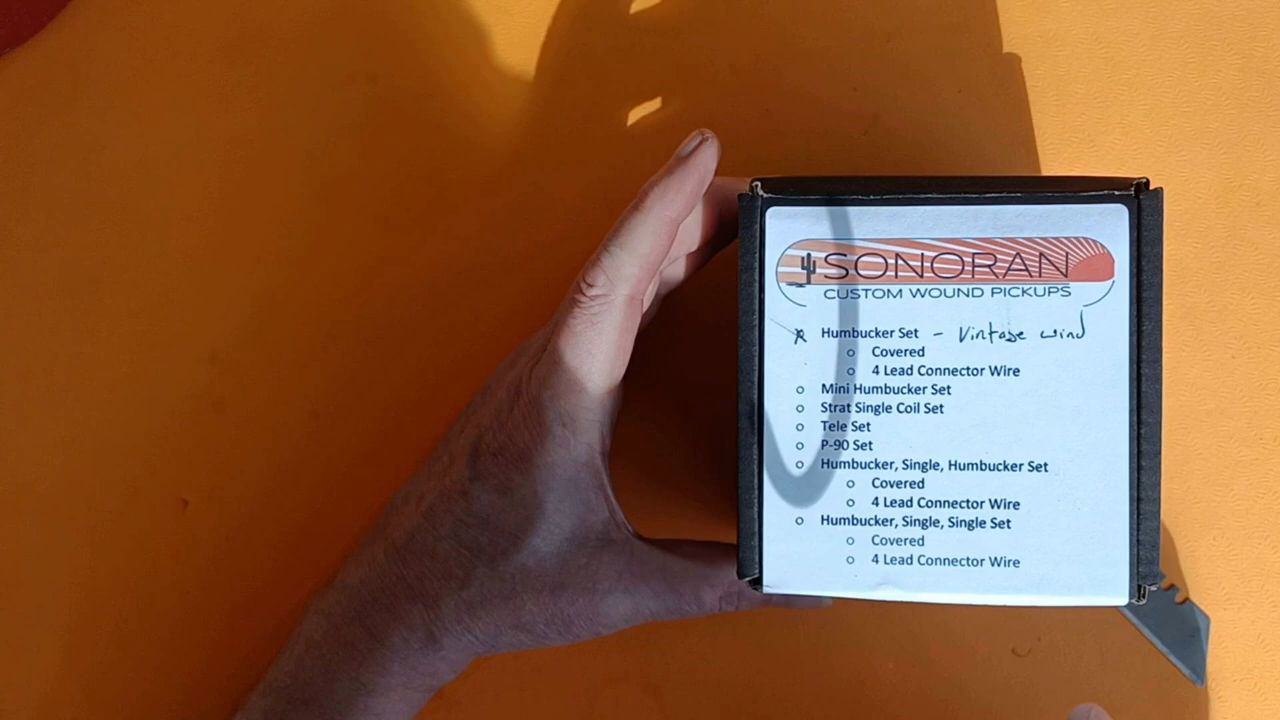 SONORAN
CUSTOM WOUND PICKUPS
x Humbucker Set - Vintage wind
o Covered
o 4 Lead Connector Wire
o Mini Humbucker Set
o Strat Single Coil Set
o Tele Set
o P-90 Set
o Humbucker, Single, Humbucker Set
o Covered
o 4 Lead Connector Wire
o Humbucker, Single, Single Set
o Covered
o 4 Lead Connector Wire